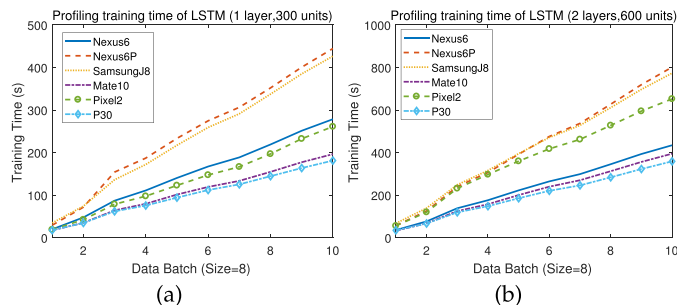 Profiling training time of LSTM (1 layer,300 units)
500
400
300
200
100
0
Training Time (s)
Nexus6
Nexus6P
SamsungJ8
Mate10
Pixel2
P30
2
4
6
8
10
Data Batch (Size=8)
(a)
Profiling training time of LSTM (2 layers,600 units)
1000
800
600
400
200
0
Training Time (s)
Nexus6
Nexus6P
SamsungJ8
Mate10
Pixel2
P30
2
4
6
8
10
Data Batch (Size=8)
(b)